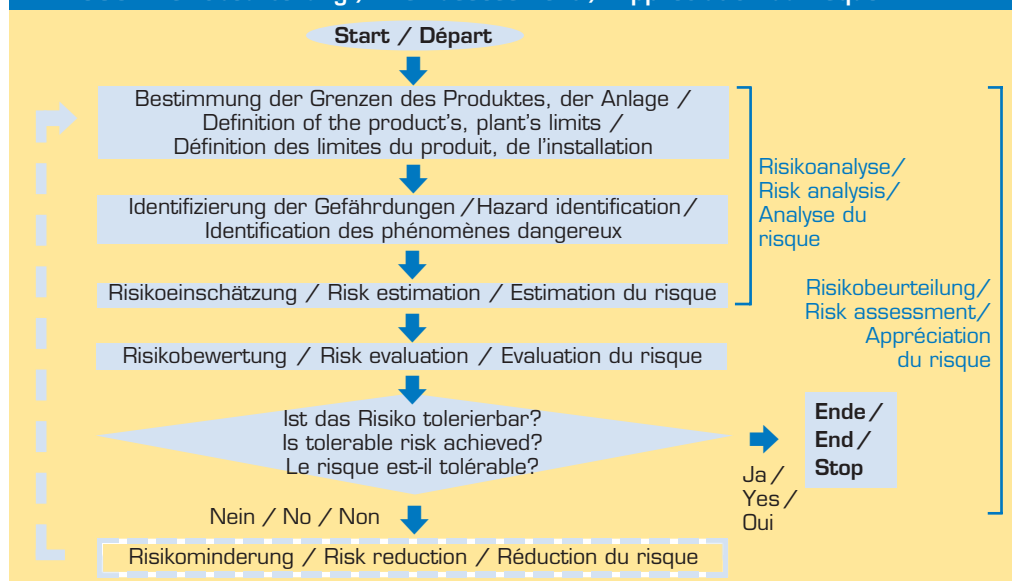 Start / Départ
Bestimmung der Grenzen des Produktes, der Anlage /
Definition of the product's, plant's limits /
Définition des limites du produit, de l'installation
Identifizierung der Gefährdungen / Hazard identification /
Identification des phénomènes dangereux
Risikoeinschätzung / Risk estimation / Estimation du risque
Risikoanalyse /
Risk analysis /
Analyse du
risque
Risikobewertung / Risk evaluation / Evaluation du risque
Risikobeurteilung /
Risk assessment /
Appréciation
du risque
Ist das Risiko tolerierbar?
Is tolerable risk achieved?
Le risque est-il tolérable?
Ende /
End /
Stop
Ja /
Yes /
Oui
Nein / No / Non
Risikominderung / Risk reduction / Réduction du risque